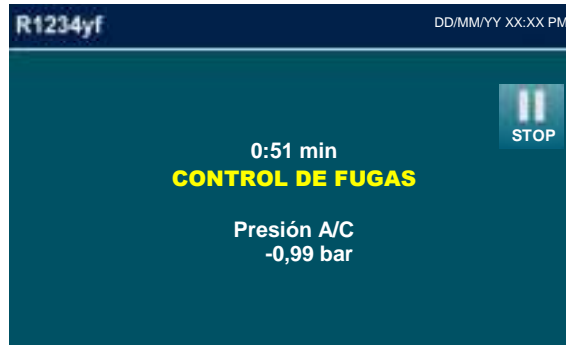 R1234yf
DD/MM/YY XX:XX PM
STOP
0:51 min
CONTROL DE FUGAS
Presión A/C
-0,99 bar